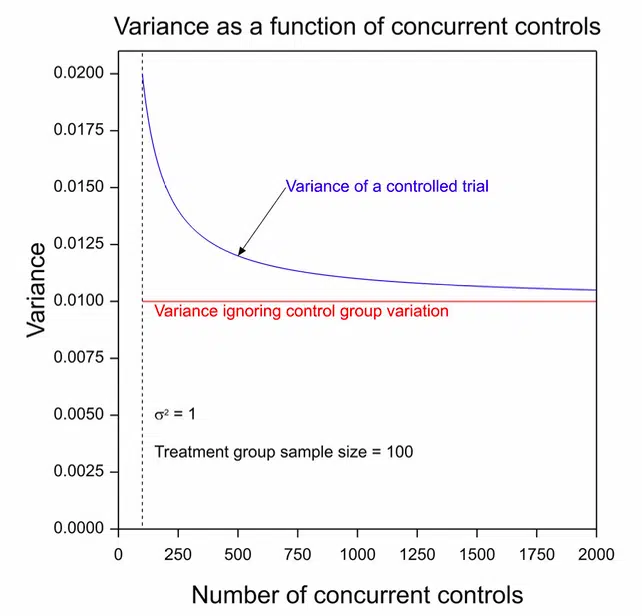 Variance as a function of concurrent controls
0.0200
0.0175
0.0150
0.0125
0.0100
0.0075
0.0050
0.0025
0.0000
Variance
Variance of a controlled trial
Variance ignoring control group variation
σ² = 1
Treatment group sample size = 100
0 250 500 750 1000 1250 1500 1750 2000
Number of concurrent controls